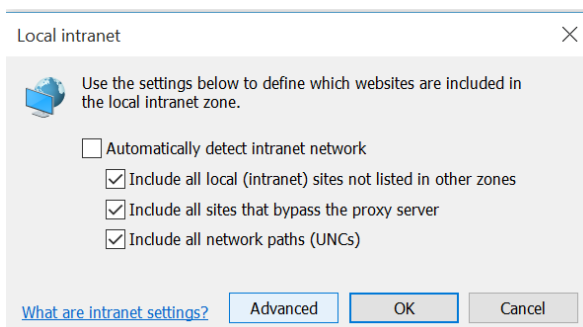 Local intranet
Use the settings below to define which websites are included in
the local intranet zone.
Automatically detect intranet network
Include all local (intranet) sites not listed in other zones
Include all sites that bypass the proxy server
Include all network paths (UNCs)
What are intranet settings? Advanced OK Cancel